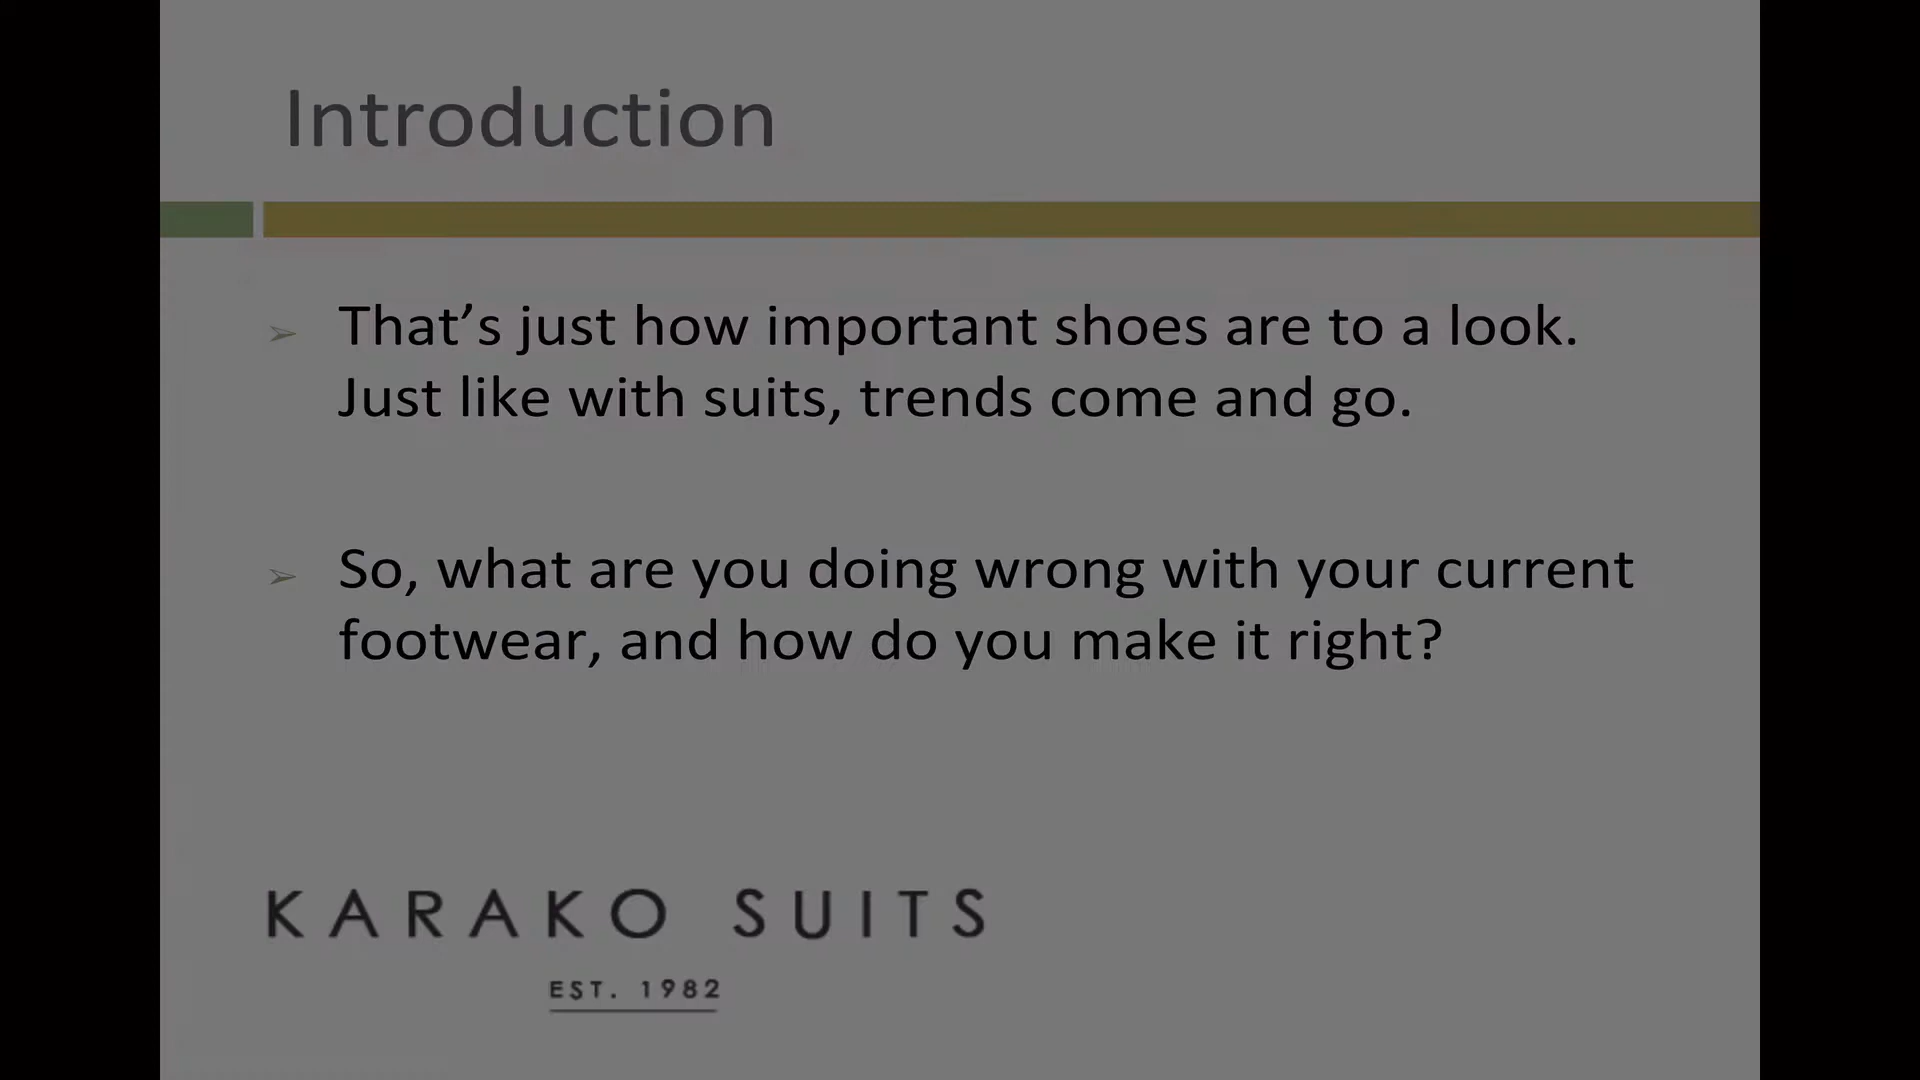 Introduction
That’s just how important shoes are to a look.
Just like with suits, trends come and go.
So, what are you doing wrong with your current
footwear, and how do you make it right?
KARAKO SUITS
EST. 1982